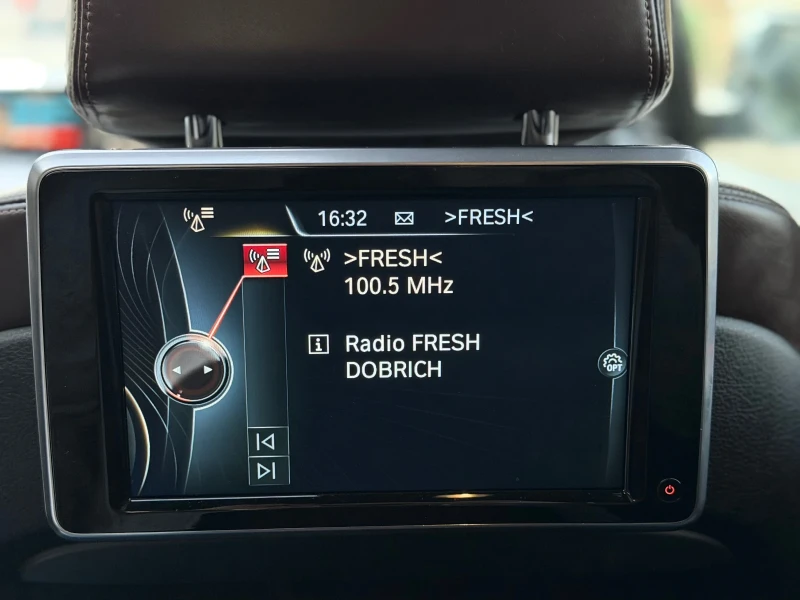 16:32 >FRESH<
>FRESH<
100.5 MHz
i Radio FRESH
DOBRICH
OPT